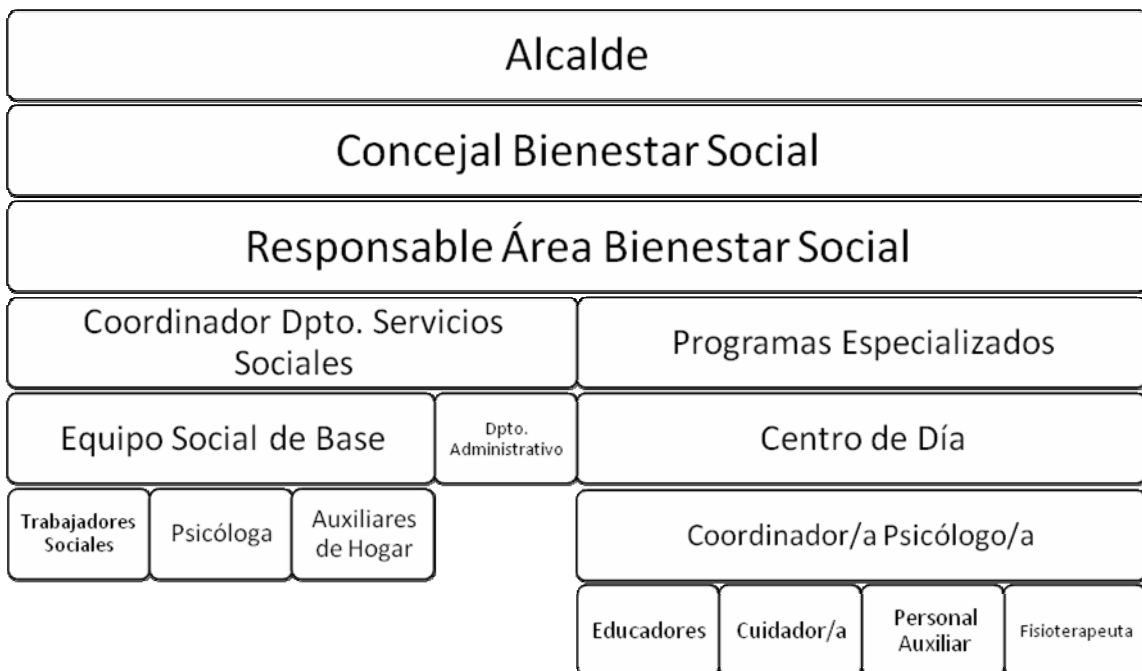 Alcalde
Concejal Bienestar Social
Responsable Área Bienestar Social
Coordinador Dpto. Servicios
Sociales
Programas Especializados
Equipo Social de Base
Dpto.
Administrativo
Centro de Día
Trabajadores
Sociales
Psicóloga
Auxiliares
de Hogar
Coordinador/a Psicólogo/a
Educadores
Cuidador/a
Personal
Auxiliar
Fisioterapeuta